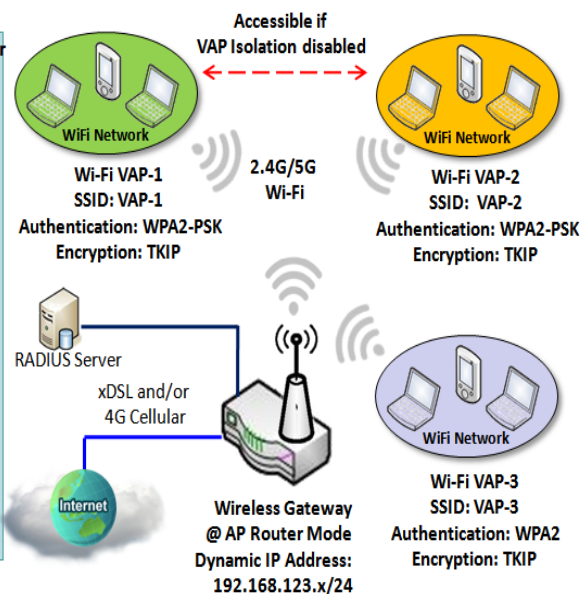 Accessible if
VAP Isolation disabled
r
WiFi Network
WiFi Network
Wi-Fi VAP-1
SSID: VAP-1
Authentication: WPA2-PSK
Encryption: TKIP
2.4G/5G
Wi-Fi
Wi-Fi VAP-2
SSID: VAP-2
Authentication: WPA2-PSK
Encryption: TKIP
RADIUS Server
xDSL and/or
4G Cellular
Internet
WiFi Network
Wireless Gateway
@ AP Router Mode
Dynamic IP Address:
192.168.123.x/24
Wi-Fi VAP-3
SSID: VAP-3
Authentication: WPA2
Encryption: TKIP